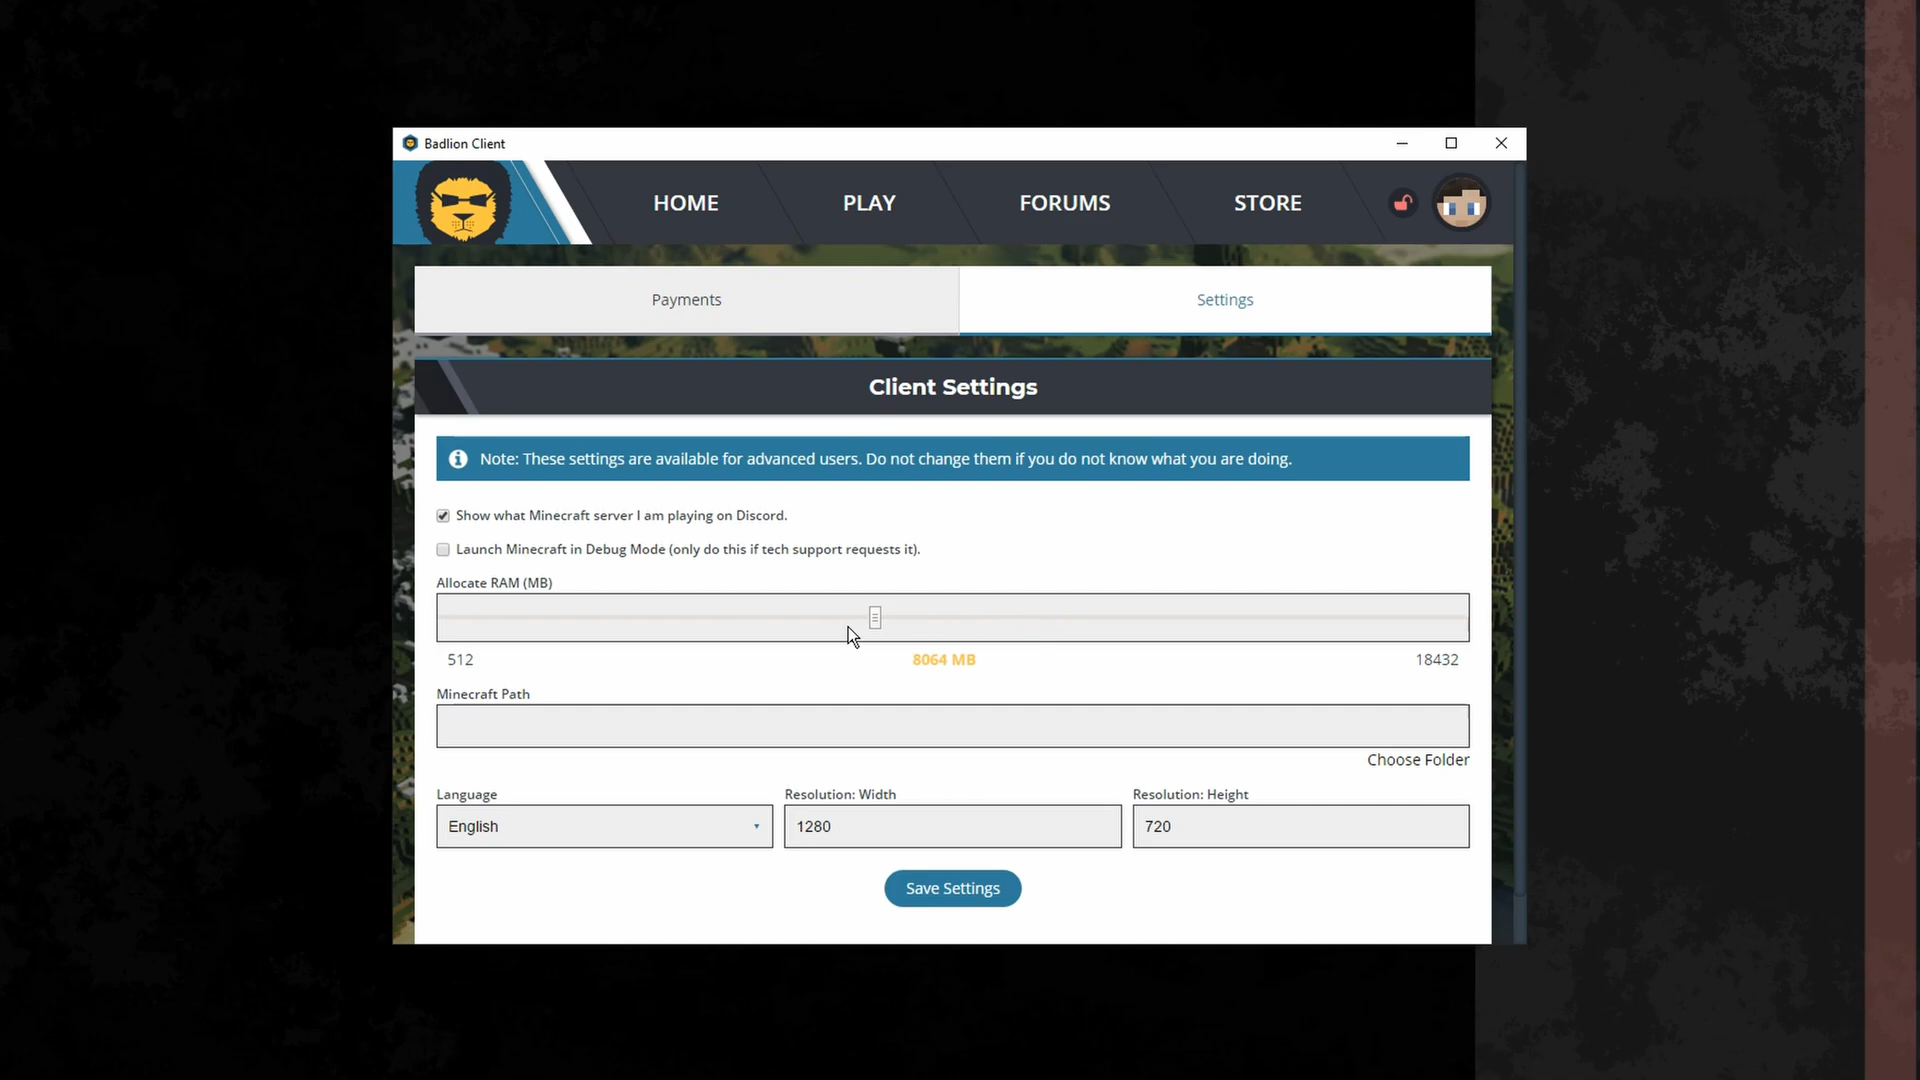 Badlion Client
HOME
PLAY
FORUMS
STORE
Payments
Settings
Client Settings
Note: These settings are available for advanced users. Do not change them if you do not know what you are doing.
Show what Minecraft server I am playing on Discord.
Launch Minecraft in Debug Mode (only do this if tech support requests it).
Allocate RAM (MB)
512
8064 MB
18432
Minecraft Path
Choose Folder
Language
Resolution: Width
Resolution: Height
English
1280
720
Save Settings